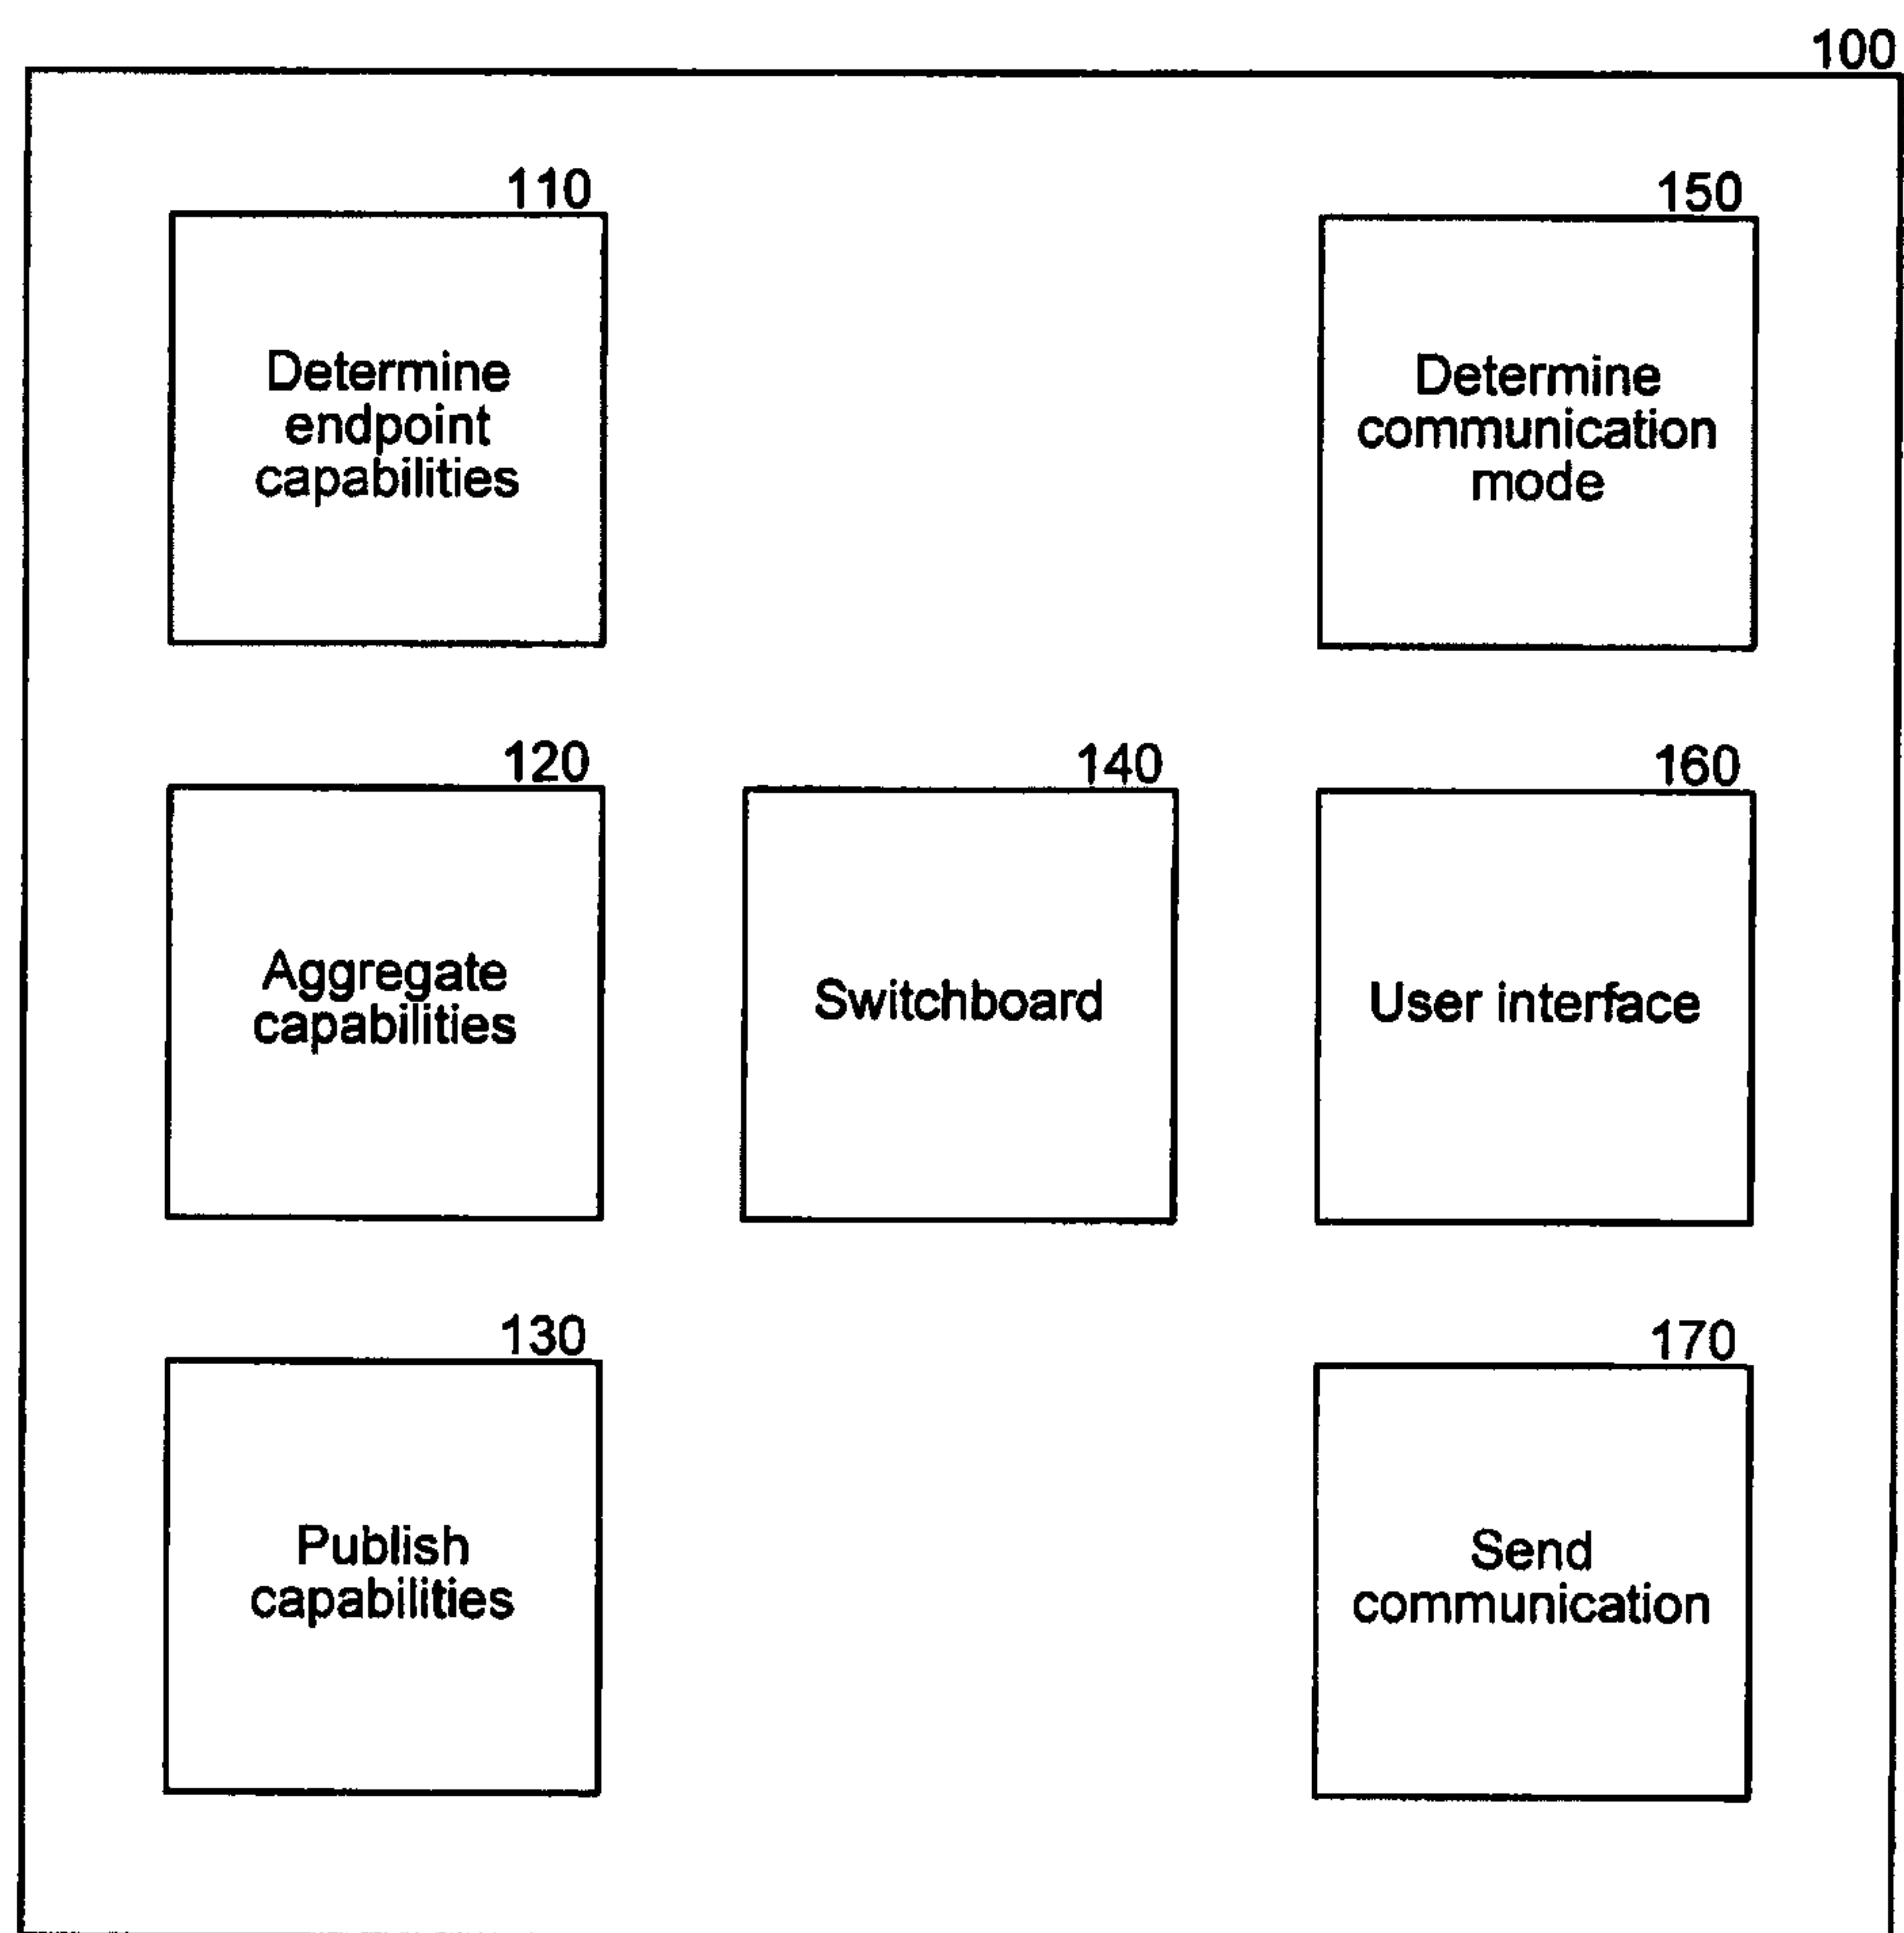 100
110
Determine
endpoint
capabilities
150
Determine
communication
mode
120
Aggregate
capabilities
140
Switchboard
160
User interface
130
Publish
capabilities
170
Send
communication